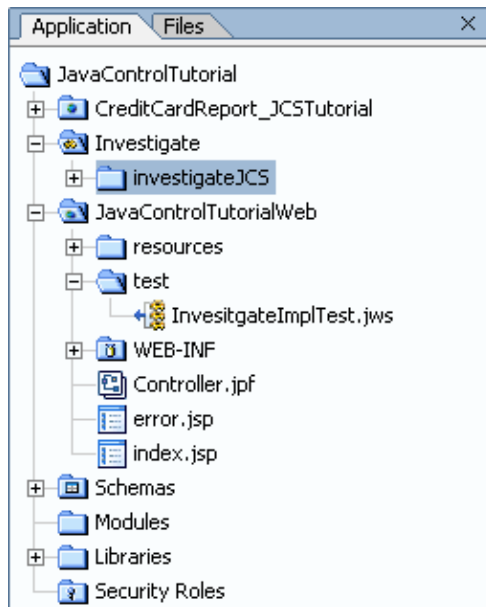 Application Files
JavaControlTutorial
CreditCardReport_JCSTutorial
Investigate
investigateJCS
JavaControlTutorialWeb
resources
test
InvesitgateImplTest.jws
WEB-INF
Controller.jpf
error.jsp
index.jsp
Schemas
Modules
Libraries
Security Roles